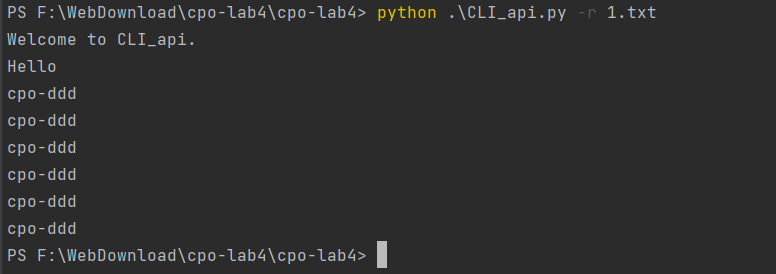 PS F:\WebDownload\cpo-lab4\cpo-lab4> python .\CLI_api.py -r 1.txt
Welcome to CLI_api.
Hello
cpo-ddd
cpo-ddd
cpo-ddd
cpo-ddd
cpo-ddd
cpo-ddd
PS F:\WebDownload\cpo-lab4\cpo-lab4>